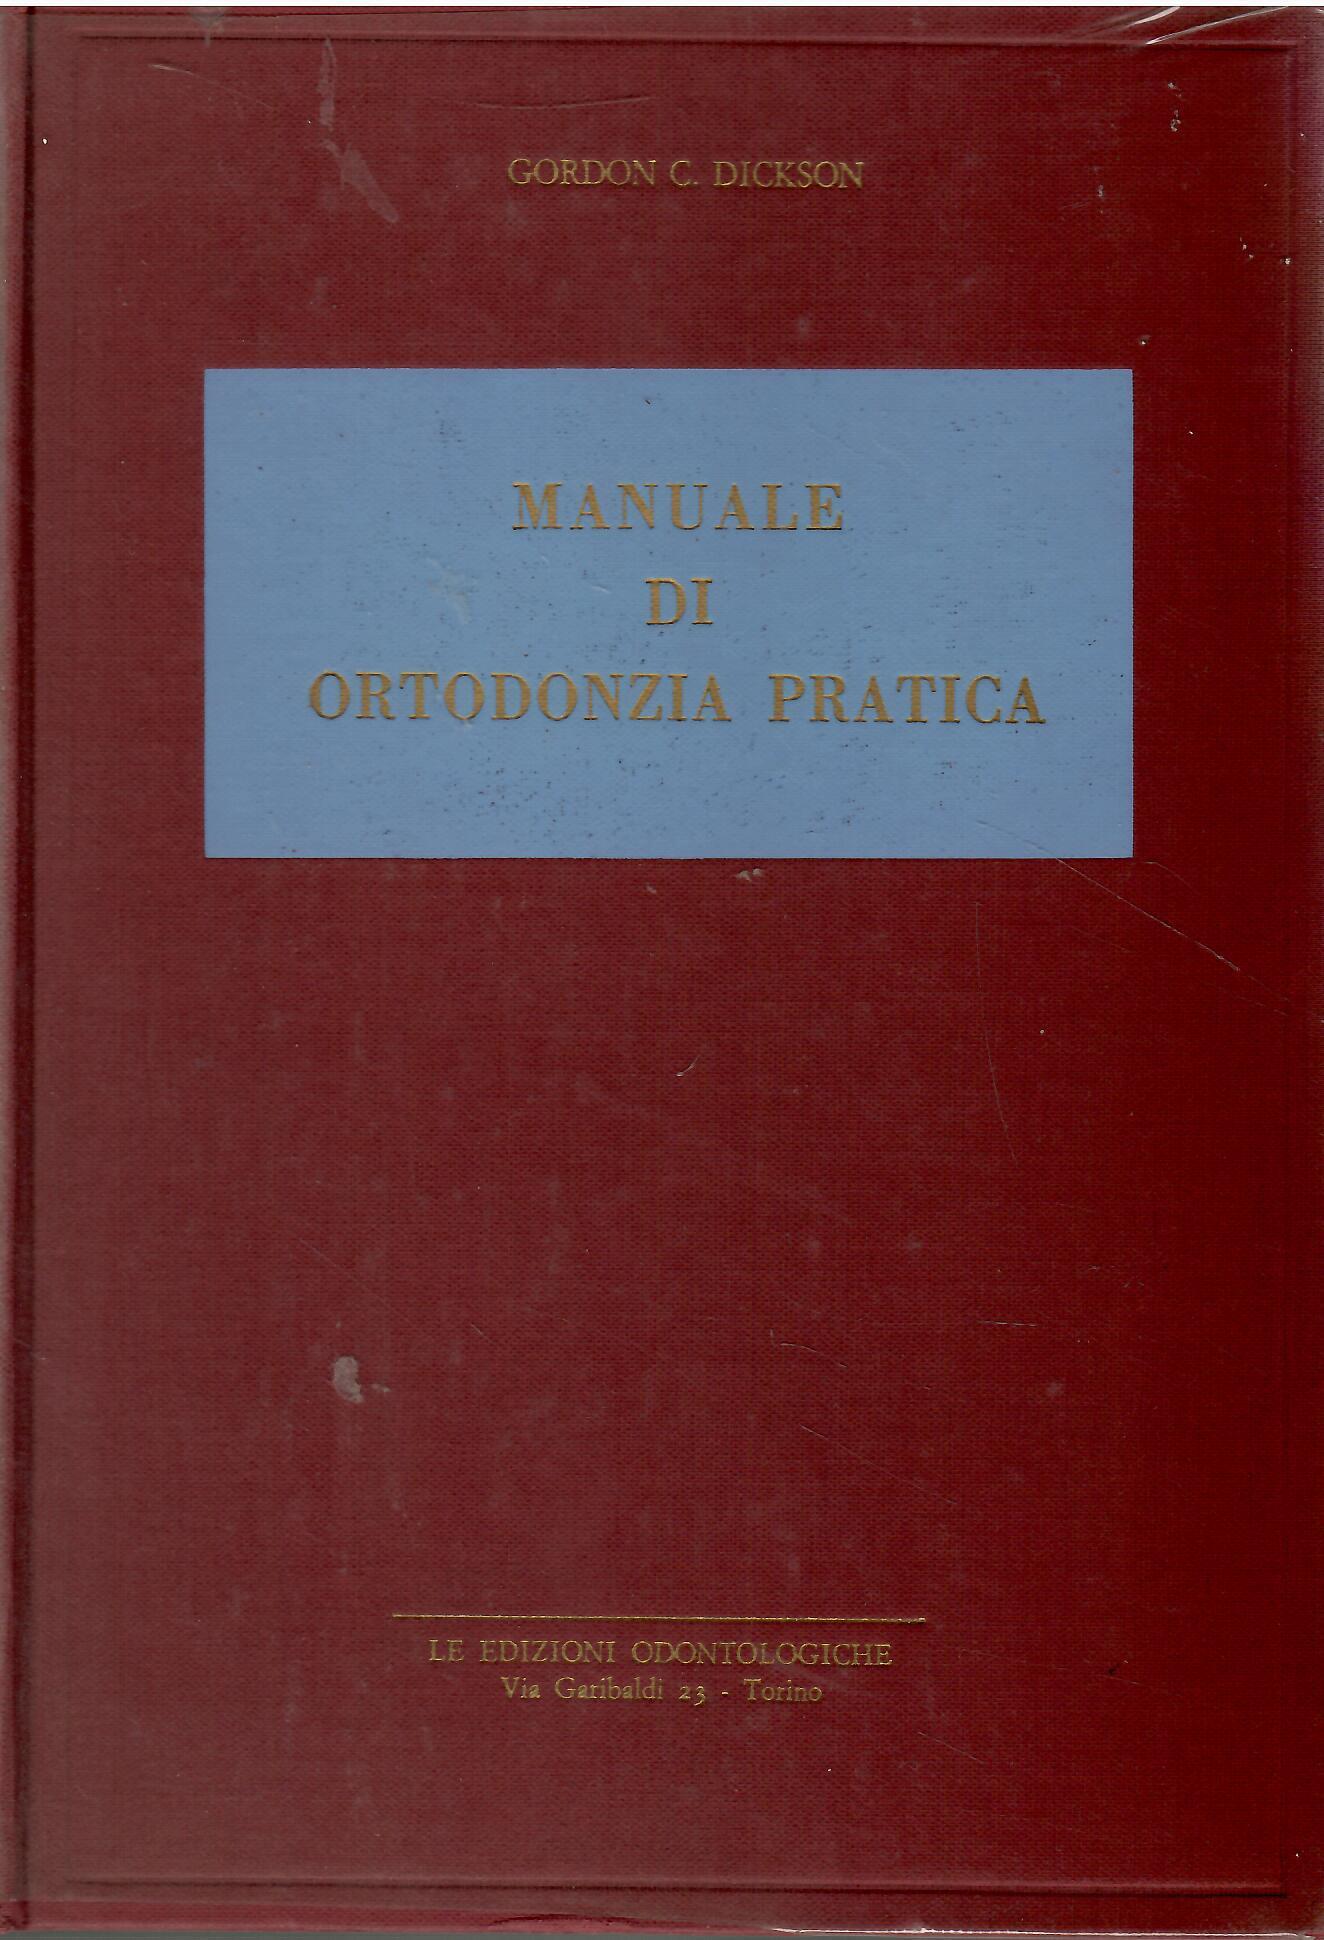 GORDON C. DICKSON
MANUALE
DI
ORTODONZIA PRATICA
LE EDIZIONI ODONTOLOGICHE
Via Garibaldi 23 - Torino